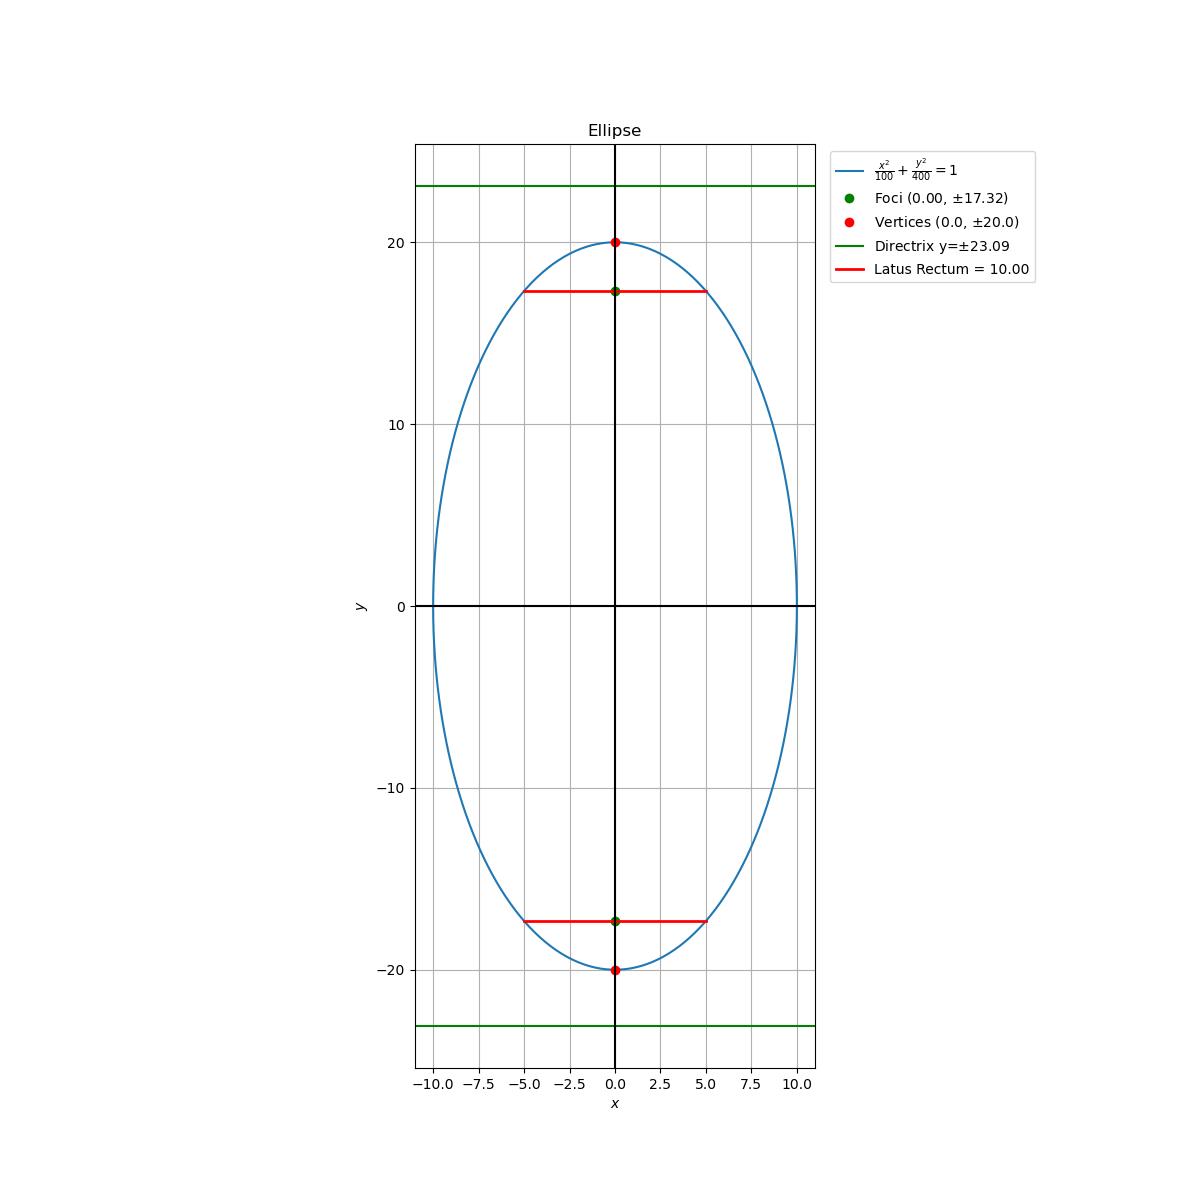 Ellipse
x²/100 + y²/400 = 1
Foci (0.00, ±17.32)
Vertices (0.0, ±20.0)
Directrix y=±23.09
Latus Rectum = 10.00
20
10
0
−10
−20
y
−10.0 −7.5 −5.0 −2.5 0.0 2.5 5.0 7.5 10.0
x